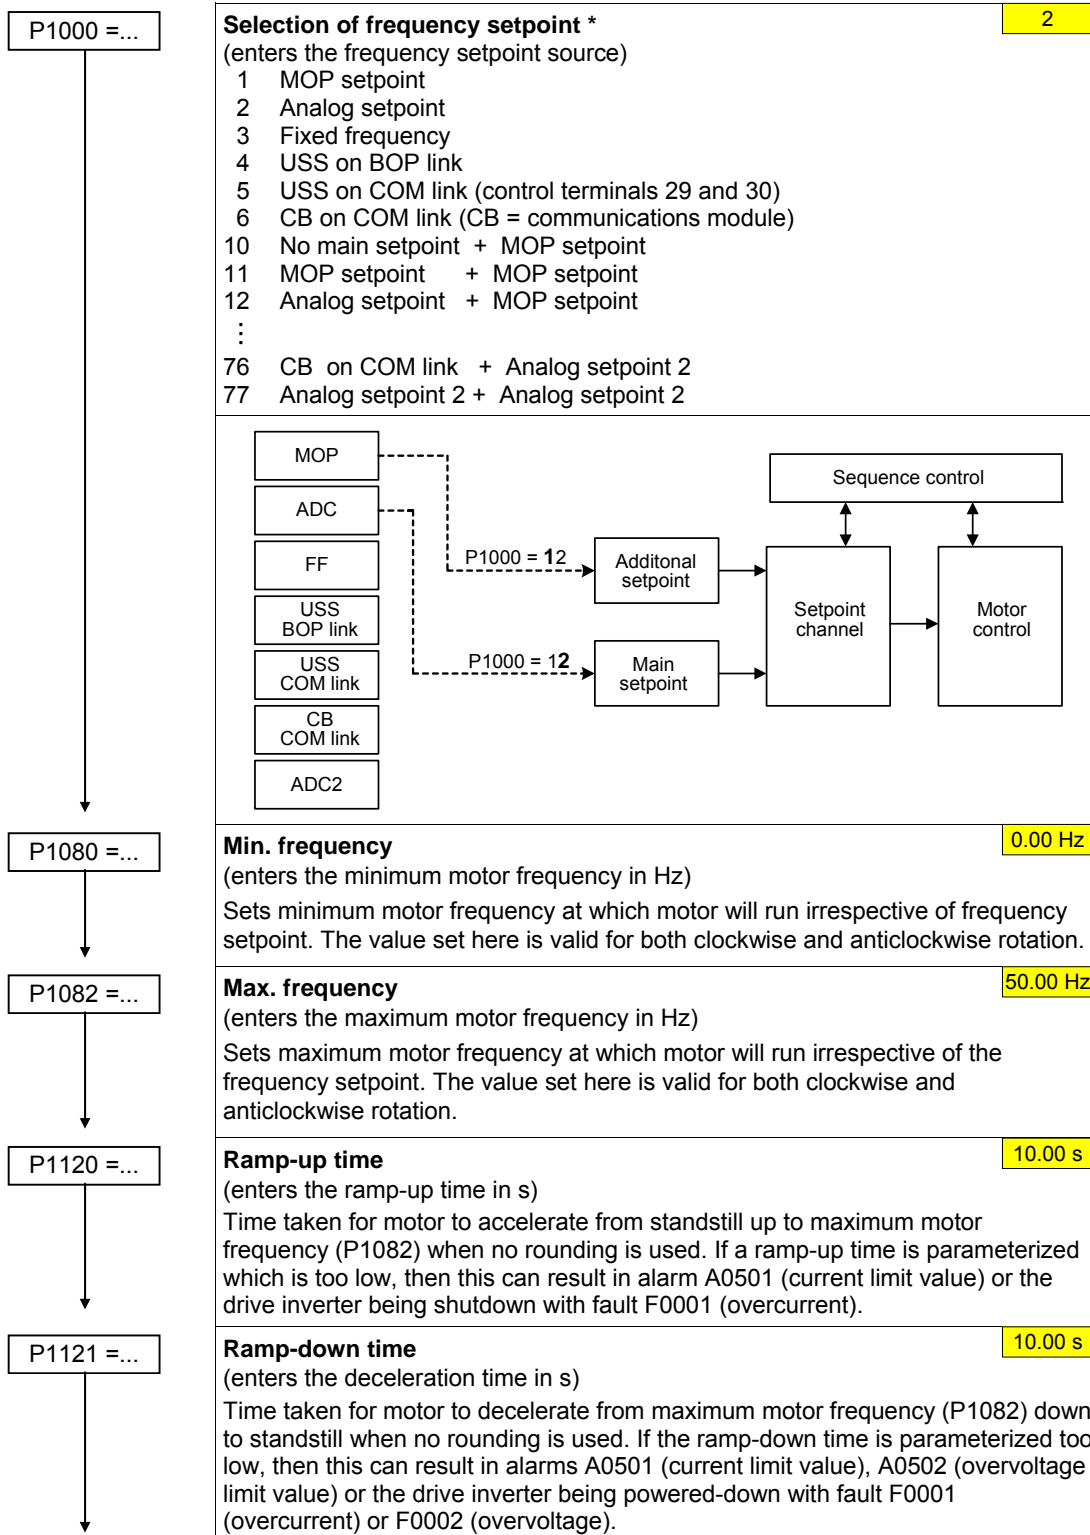 P1000 =...
Selection of frequency setpoint *
2
(enters the frequency setpoint source)
1 MOP setpoint
2 Analog setpoint
3 Fixed frequency
4 USS on BOP link
5 USS on COM link (control terminals 29 and 30)
6 CB on COM link (CB = communications module)
10 No main setpoint + MOP setpoint
11 MOP setpoint + MOP setpoint
12 Analog setpoint + MOP setpoint
⋮
76 CB on COM link + Analog setpoint 2
77 Analog setpoint 2 + Analog setpoint 2
MOP
ADC
FF
USS
BOP link
USS
COM link
CB
COM link
ADC2
P1000 = 12
P1000 = 12
Additonal
setpoint
Main
setpoint
Sequence control
Setpoint
channel
Motor
control
P1080 =...
Min. frequency
0.00 Hz
(enters the minimum motor frequency in Hz)
Sets minimum motor frequency at which motor will run irrespective of frequency
setpoint. The value set here is valid for both clockwise and anticlockwise rotation.
P1082 =...
Max. frequency
50.00 Hz
(enters the maximum motor frequency in Hz)
Sets maximum motor frequency at which motor will run irrespective of the
frequency setpoint. The value set here is valid for both clockwise and
anticlockwise rotation.
P1120 =...
Ramp-up time
10.00 s
(enters the ramp-up time in s)
Time taken for motor to accelerate from standstill up to maximum motor
frequency (P1082) when no rounding is used. If a ramp-up time is parameterized
which is too low, then this can result in alarm A0501 (current limit value) or the
drive inverter being shutdown with fault F0001 (overcurrent).
P1121 =...
Ramp-down time
10.00 s
(enters the deceleration time in s)
Time taken for motor to decelerate from maximum motor frequency (P1082) down
to standstill when no rounding is used. If the ramp-down time is parameterized too
low, then this can result in alarms A0501 (current limit value), A0502 (overvoltage
limit value) or the drive inverter being powered-down with fault F0001
(overcurrent) or F0002 (overvoltage).